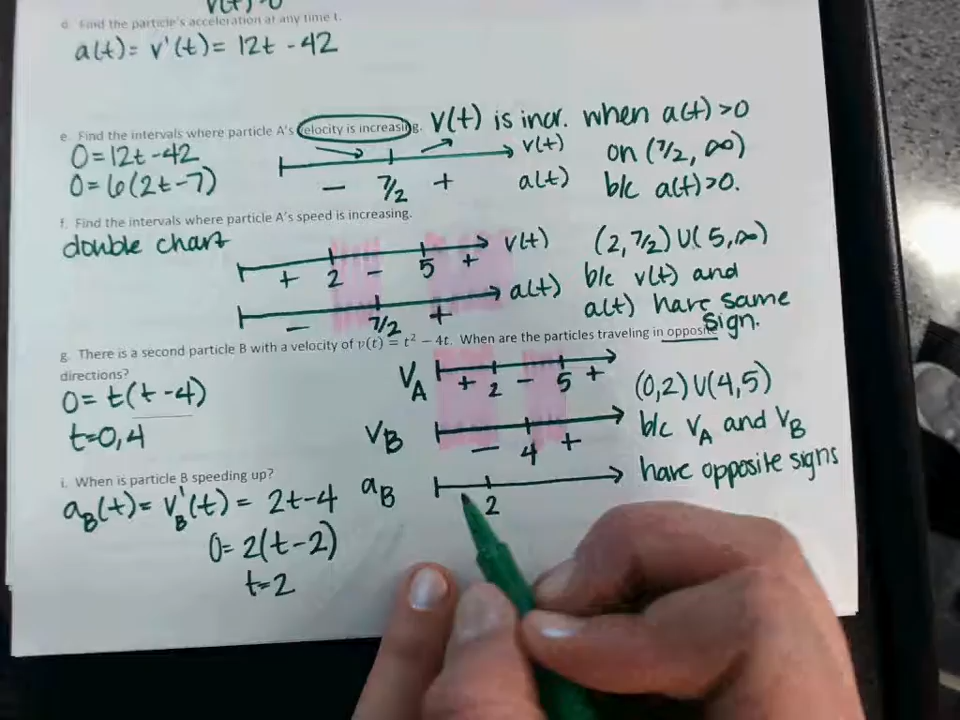 d. Find the particle's acceleration at any time t.
a(t) = v'(t) = 12t - 42
e. Find the intervals where particle A's velocity is increasing.
v(t) is incr. when a(t) > 0
0 = 12t - 42
0 = 6(2t - 7)
v(t)
− 7/2 + a(t)
on (7/2, ∞)
b/c a(t) > 0.
f. Find the intervals where particle A's speed is increasing.
double chart
+ 2 − 5 + v(t)
− 7/2 + a(t)
(2, 7/2) U (5, ∞)
b/c v(t) and
a(t) have same
sign.
g. There is a second particle B with a velocity of v(t) = t² − 4t. When are the particles traveling in opposite
directions?
0 = t(t - 4)
t = 0, 4
V_A + 2 − 5 +
V_B − 4 +
(0,2) U (4,5)
b/c V_A and V_B
have opposite signs
i. When is particle B speeding up?
a_B(t) = V_B'(t) = 2t - 4
0 = 2(t - 2)
t = 2
a_B 2